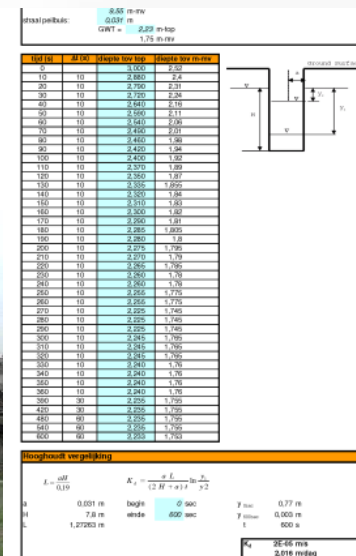 8,55 m-mv
straal peilbuis: 0,031 m
GWT = 2,23 m-top
1,75 m-mv
tijd (s) Δt (s) diepte tov top diepte tov m-mv
0 3,000 2,52
10 10 2,880 2,4
20 10 2,790 2,31
30 10 2,720 2,24
40 10 2,640 2,16
50 10 2,590 2,11
60 10 2,540 2,06
70 10 2,490 2,01
80 10 2,460 1,98
90 10 2,420 1,94
100 10 2,400 1,92
110 10 2,370 1,89
120 10 2,350 1,87
130 10 2,335 1,855
140 10 2,320 1,84
150 10 2,310 1,83
160 10 2,300 1,82
170 10 2,290 1,81
180 10 2,285 1,805
190 10 2,280 1,8
200 10 2,275 1,795
210 10 2,270 1,79
220 10 2,265 1,785
230 10 2,260 1,78
240 10 2,260 1,78
250 10 2,255 1,775
260 10 2,255 1,775
270 10 2,225 1,745
280 10 2,225 1,745
290 10 2,225 1,745
300 10 2,245 1,765
310 10 2,245 1,765
320 10 2,245 1,765
330 10 2,240 1,76
340 10 2,240 1,76
350 10 2,240 1,76
360 10 2,240 1,76
390 30 2,235 1,755
420 30 2,235 1,755
480 60 2,235 1,755
540 60 2,235 1,755
600 60 2,233 1,753
Hooghoudt vergelijking
L = aH / 0,19
K = a L / (2 H + a) t ln y / y2
a 0,031 m begin 0 sec y 0,77 m
H 7,8 m einde 600 sec y 0,003 m
L 1,27263 m t 600 s
K 2E-05 m/s
2,016 m/dag